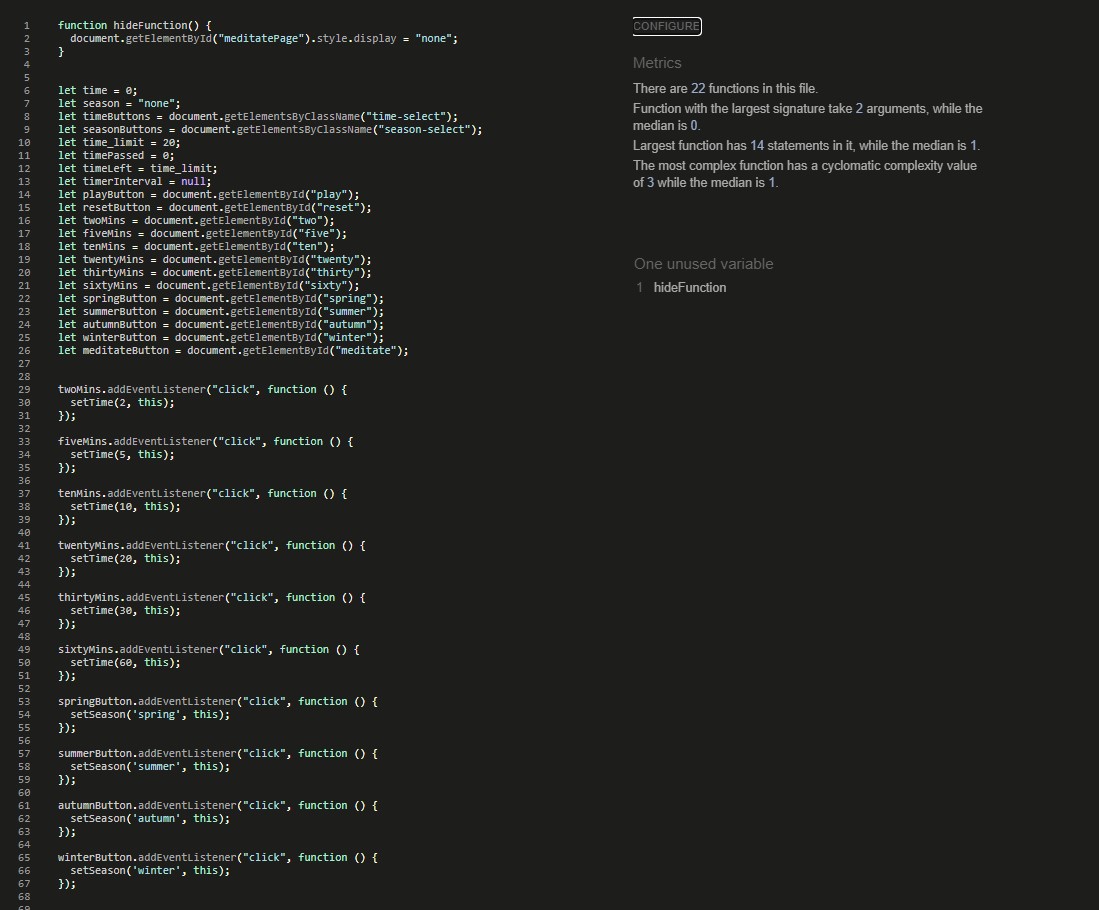 1 function hideFunction() {
2 document.getElementById("meditatePage").style.display = "none";
3 }
4
5
6 let time = 0;
7 let season = "none";
8 let timeButtons = document.getElementsByClassName("time-select");
9 let seasonButtons = document.getElementsByClassName("season-select");
10 let time_limit = 20;
11 let timePassed = 0;
12 let timeLeft = time_limit;
13 let timerInterval = null;
14 let playButton = document.getElementById("play");
15 let resetButton = document.getElementById("reset");
16 let twoMins = document.getElementById("two");
17 let fiveMins = document.getElementById("five");
18 let tenMins = document.getElementById("ten");
19 let twentyMins = document.getElementById("twenty");
20 let thirtyMins = document.getElementById("thirty");
21 let sixtyMins = document.getElementById("sixty");
22 let springButton = document.getElementById("spring");
23 let summerButton = document.getElementById("summer");
24 let autumnButton = document.getElementById("autumn");
25 let winterButton = document.getElementById("winter");
26 let meditateButton = document.getElementById("meditate");
27
28
29 twoMins.addEventListener("click", function () {
30 setTime(2, this);
31 });
32
33 fiveMins.addEventListener("click", function () {
34 setTime(5, this);
35 });
36
37 tenMins.addEventListener("click", function () {
38 setTime(10, this);
39 });
40
41 twentyMins.addEventListener("click", function () {
42 setTime(20, this);
43 });
44
45 thirtyMins.addEventListener("click", function () {
46 setTime(30, this);
47 });
48
49 sixtyMins.addEventListener("click", function () {
50 setTime(60, this);
51 });
52
53 springButton.addEventListener("click", function () {
54 setSeason('spring', this);
55 });
56
57 summerButton.addEventListener("click", function () {
58 setSeason('summer', this);
59 });
60
61 autumnButton.addEventListener("click", function () {
62 setSeason('autumn', this);
63 });
64
65 winterButton.addEventListener("click", function () {
66 setSeason('winter', this);
67 });
68
69
CONFIGURE
Metrics
There are 22 functions in this file.
Function with the largest signature take 2 arguments, while the
median is 0.
Largest function has 14 statements in it, while the median is 1.
The most complex function has a cyclomatic complexity value
of 3 while the median is 1.
One unused variable
1 hideFunction